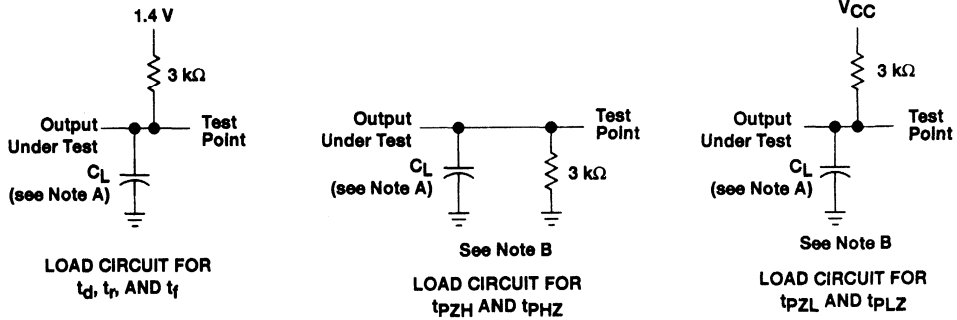 1.4 V
3 kΩ
Output
Under Test
Test
Point
CL
(see Note A)
LOAD CIRCUIT FOR
td, tr, AND tf
Output
Under Test
Test
Point
CL
(see Note A)
3 kΩ
See Note B
LOAD CIRCUIT FOR
tPZH AND tPHZ
VCC
3 kΩ
Output
Under Test
Test
Point
CL
(see Note A)
See Note B
LOAD CIRCUIT FOR
tPZL AND tPLZ